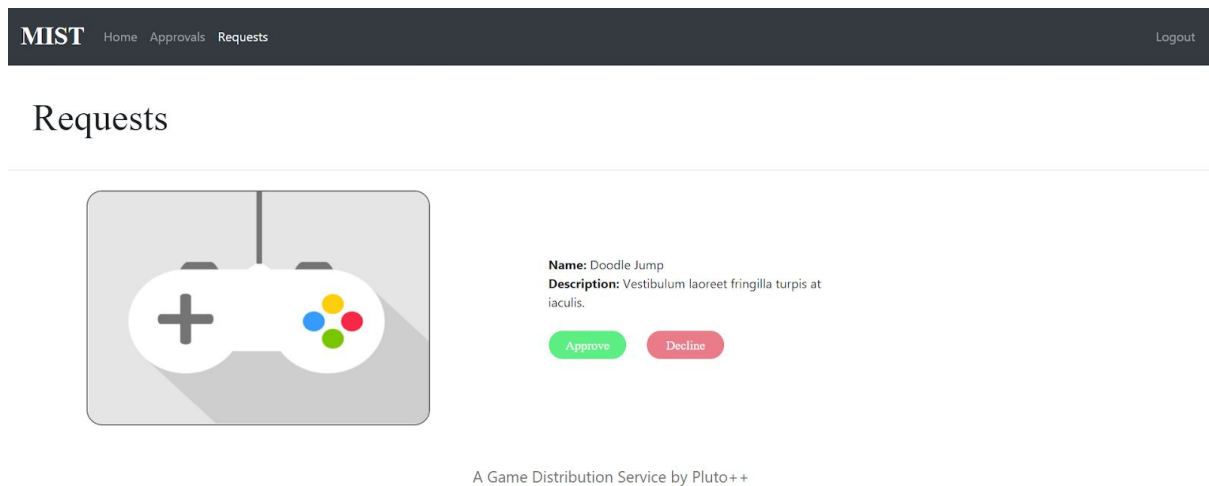 MIST Home Approvals Requests Logout
Requests
Name: Doodle Jump
Description: Vestibulum laoreet fringilla turpis at
iaculis.
Approve Decline
A Game Distribution Service by Pluto++